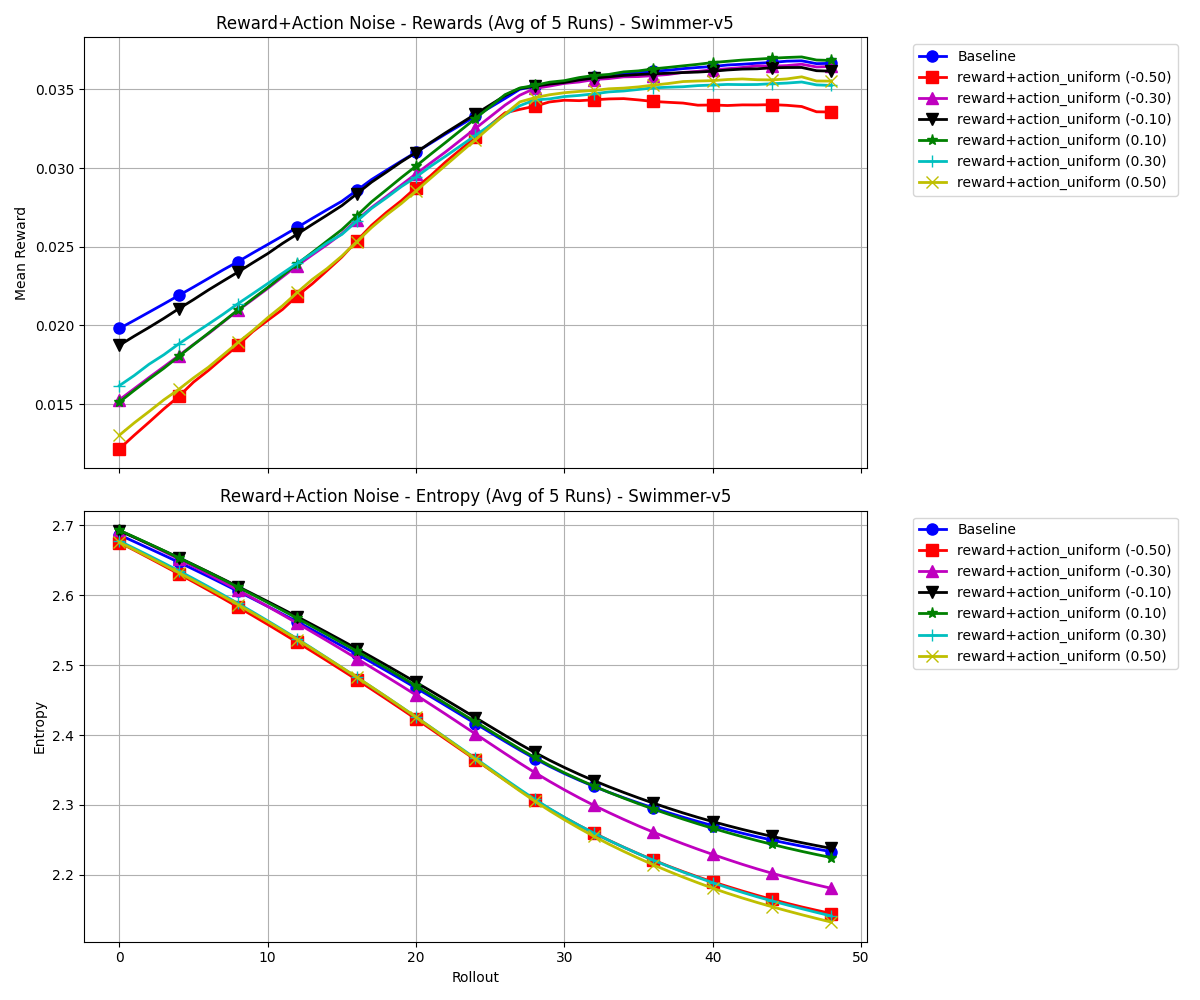 Reward+Action Noise - Rewards (Avg of 5 Runs) - Swimmer-v5
Mean Reward
0.035
0.030
0.025
0.020
0.015
Baseline
reward+action_uniform (-0.50)
reward+action_uniform (-0.30)
reward+action_uniform (-0.10)
reward+action_uniform (0.10)
reward+action_uniform (0.30)
reward+action_uniform (0.50)
Reward+Action Noise - Entropy (Avg of 5 Runs) - Swimmer-v5
Entropy
2.7
2.6
2.5
2.4
2.3
2.2
0 10 20 30 40 50
Rollout
Baseline
reward+action_uniform (-0.50)
reward+action_uniform (-0.30)
reward+action_uniform (-0.10)
reward+action_uniform (0.10)
reward+action_uniform (0.30)
reward+action_uniform (0.50)